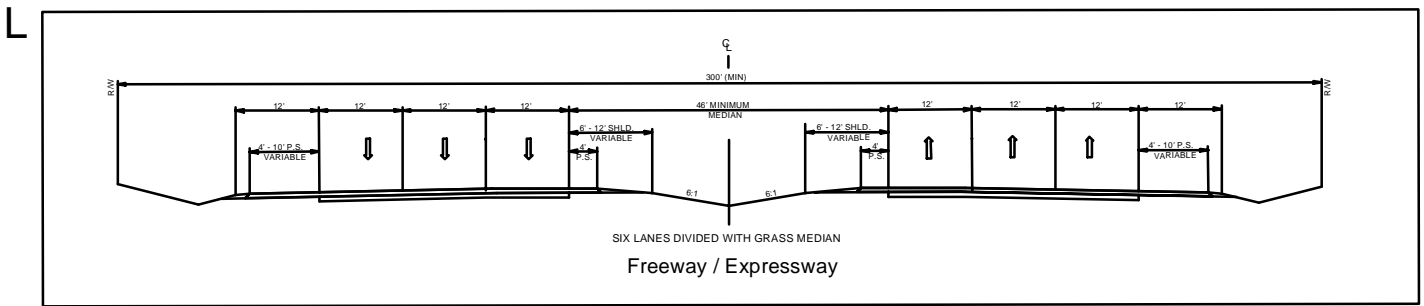 L
C
L
300' (MIN)
R/W
R/W
12' 12' 12' 12' 46' MINIMUM 12' 12' 12' 12'
MEDIAN
6' - 12' SHLD. 6' - 12' SHLD.
VARIABLE VARIABLE
4' - 10' P.S. 4' 4' 4' - 10' P.S.
VARIABLE P.S. P.S. VARIABLE
6:1 6:1
SIX LANES DIVIDED WITH GRASS MEDIAN
Freeway / Expressway